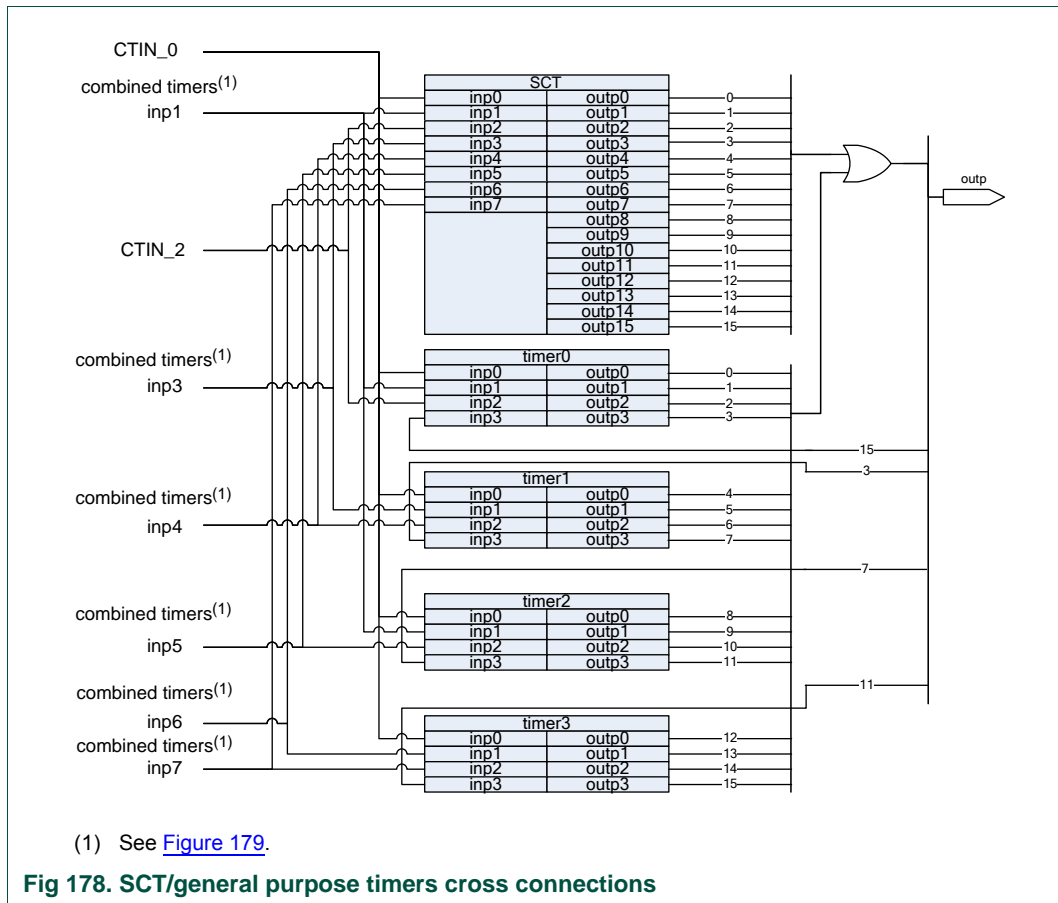 CTIN_0
combined timers(1)
inp1
CTIN_2
combined timers(1)
inp3
combined timers(1)
inp4
combined timers(1)
inp5
combined timers(1)
inp6
combined timers(1)
inp7
SCT
inp0 outp0 0
inp1 outp1 1
inp2 outp2 2
inp3 outp3 3
inp4 outp4 4
inp5 outp5 5
inp6 outp6 6
inp7 outp7 7
outp8 8
outp9 9
outp10 10
outp11 11
outp12 12
outp13 13
outp14 14
outp15 15
outp
timer0
inp0 outp0 0
inp1 outp1 1
inp2 outp2 2
inp3 outp3 3
15
3
timer1
inp0 outp0 4
inp1 outp1 5
inp2 outp2 6
inp3 outp3 7
7
timer2
inp0 outp0 8
inp1 outp1 9
inp2 outp2 10
inp3 outp3 11
11
timer3
inp0 outp0 12
inp1 outp1 13
inp2 outp2 14
inp3 outp3 15
(1) See Figure 179.
Fig 178. SCT/general purpose timers cross connections